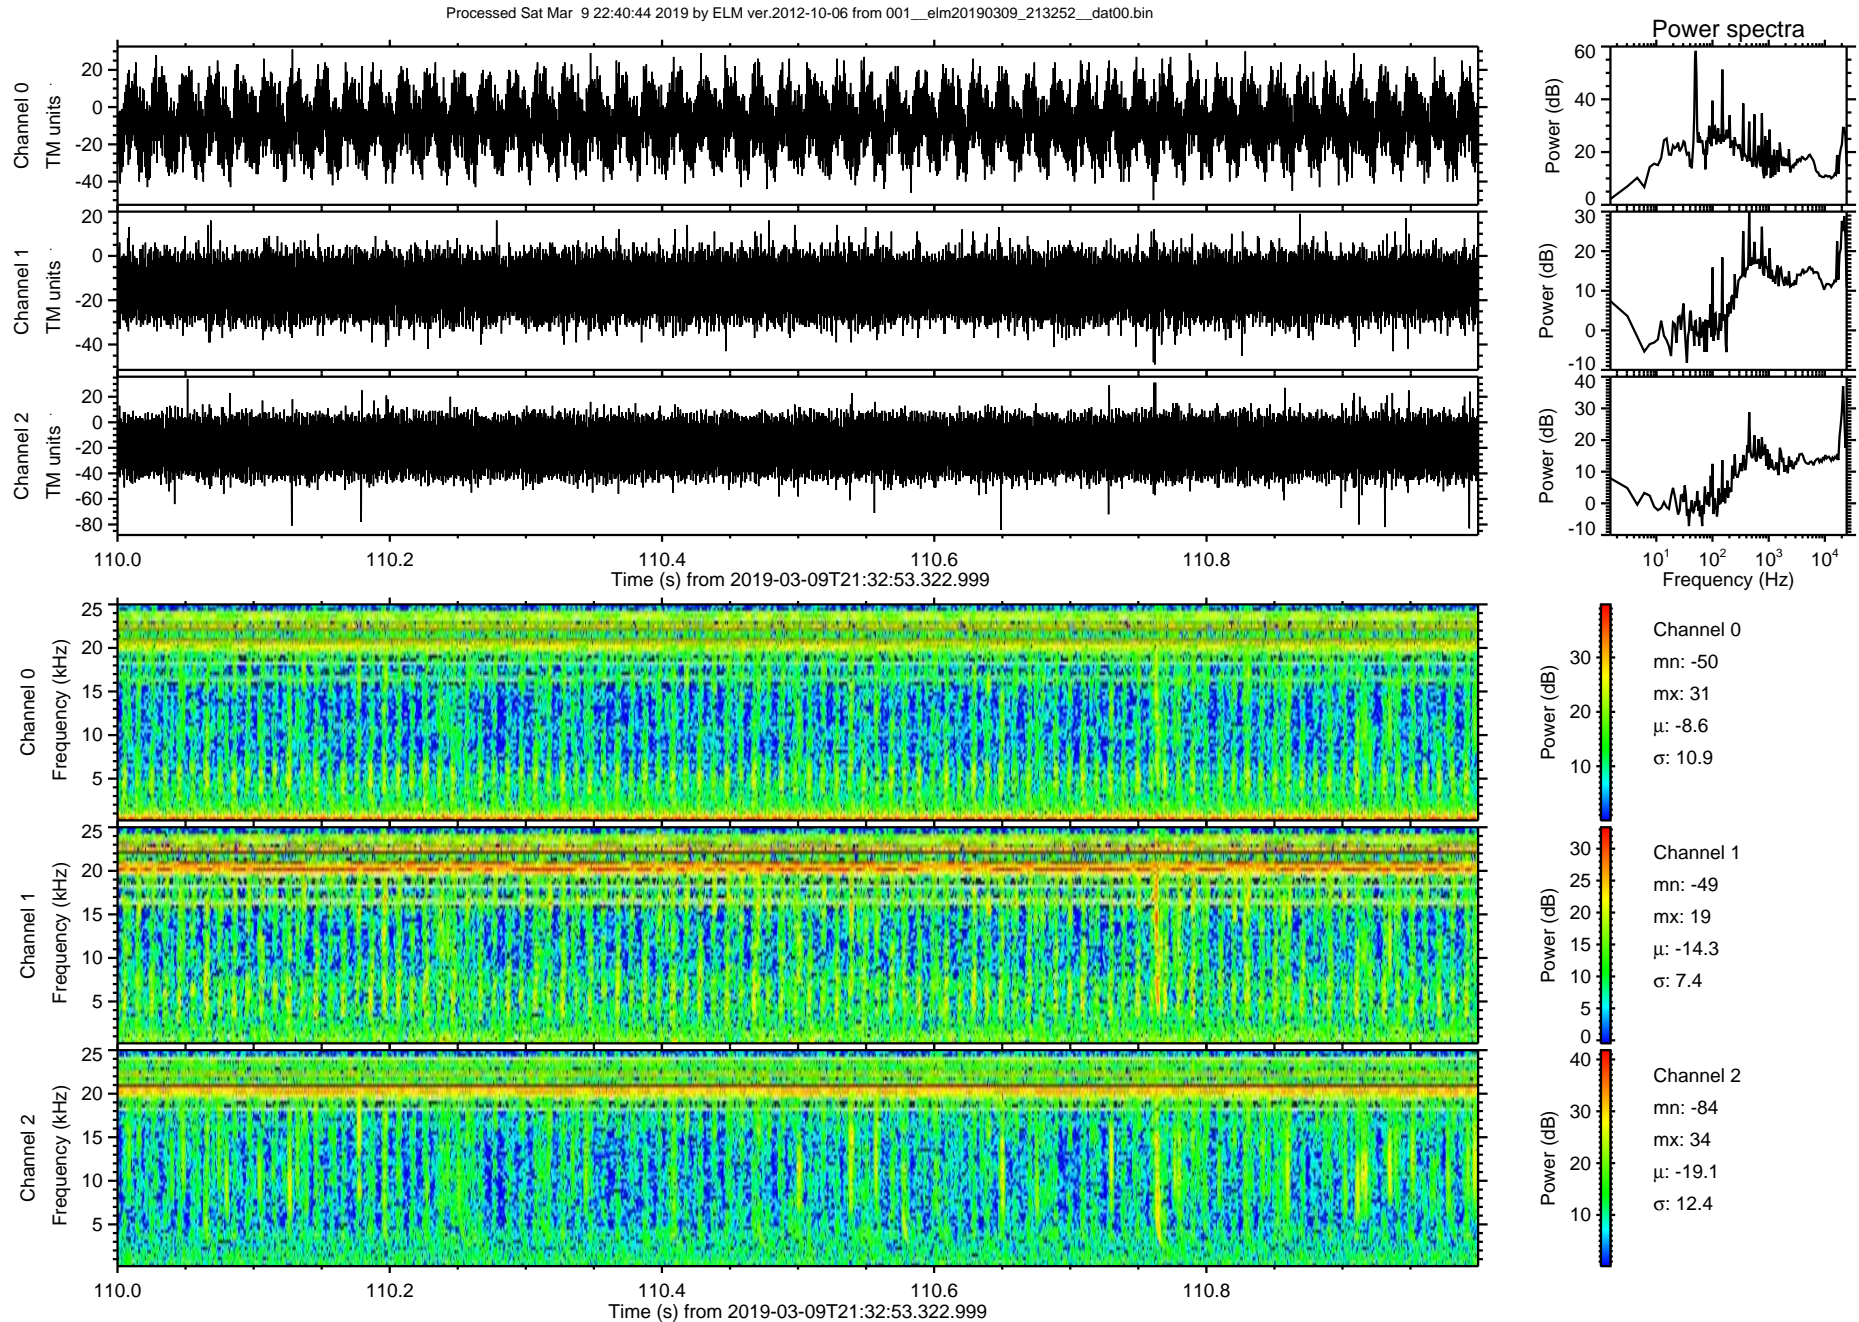 Processed Sat Mar  9 22:40:44 2019 by ELM ver.2012-10-06 from 001__elm20190309_213252__dat00.bin
Power spectra
Channel 0
TM units
20
0
-20
-40
Power (dB)
60
40
20
0
Channel 1
TM units
20
0
-20
-40
Power (dB)
30
20
10
0
-10
Channel 2
TM units
20
0
-20
-40
-60
-80
Power (dB)
40
30
20
10
0
-10
110.0 110.2 110.4 110.6 110.8
Time (s) from 2019-03-09T21:32:53.322.999
10¹ 10² 10³ 10⁴
Frequency (Hz)
Channel 0
Frequency (kHz)
25
20
15
10
5
Power (dB)
30
20
10
Channel 0
mn: -50
mx: 31
μ: -8.6
σ: 10.9
Channel 1
Frequency (kHz)
25
20
15
10
5
Power (dB)
30
25
20
15
10
5
0
Channel 1
mn: -49
mx: 19
μ: -14.3
σ: 7.4
Channel 2
Frequency (kHz)
25
20
15
10
5
Power (dB)
40
30
20
10
Channel 2
mn: -84
mx: 34
μ: -19.1
σ: 12.4
110.0 110.2 110.4 110.6 110.8
Time (s) from 2019-03-09T21:32:53.322.999